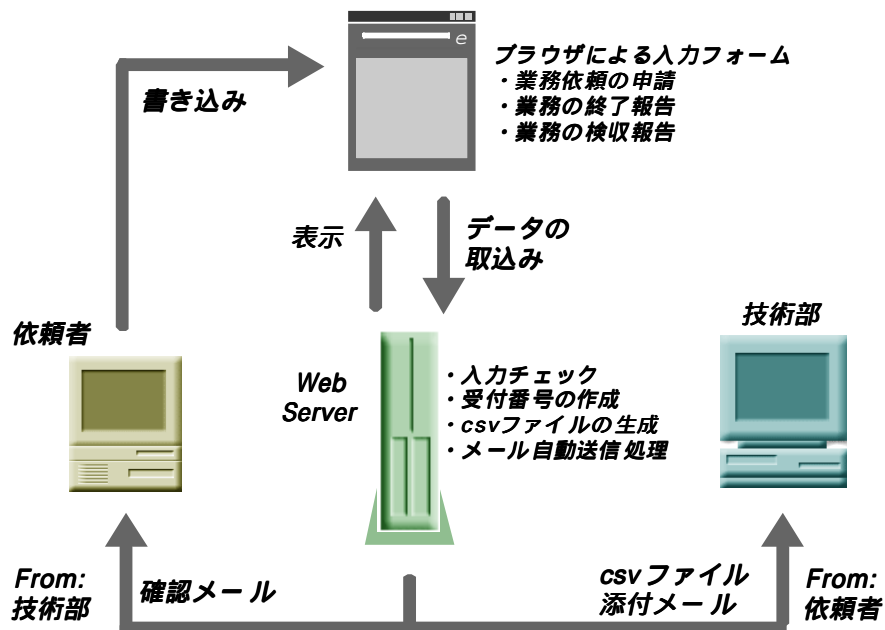 e
ブラウザによる入力フォーム
・業務依頼の申請
・業務の終了報告
・業務の検収報告
書き込み
表示
データの
取込み
依頼者
技術部
Web
Server
・入力チェック
・受付番号の作成
・csvファイルの生成
・メール自動送信処理
From:
技術部
確認メール
csvファイル
添付メール
From:
依頼者